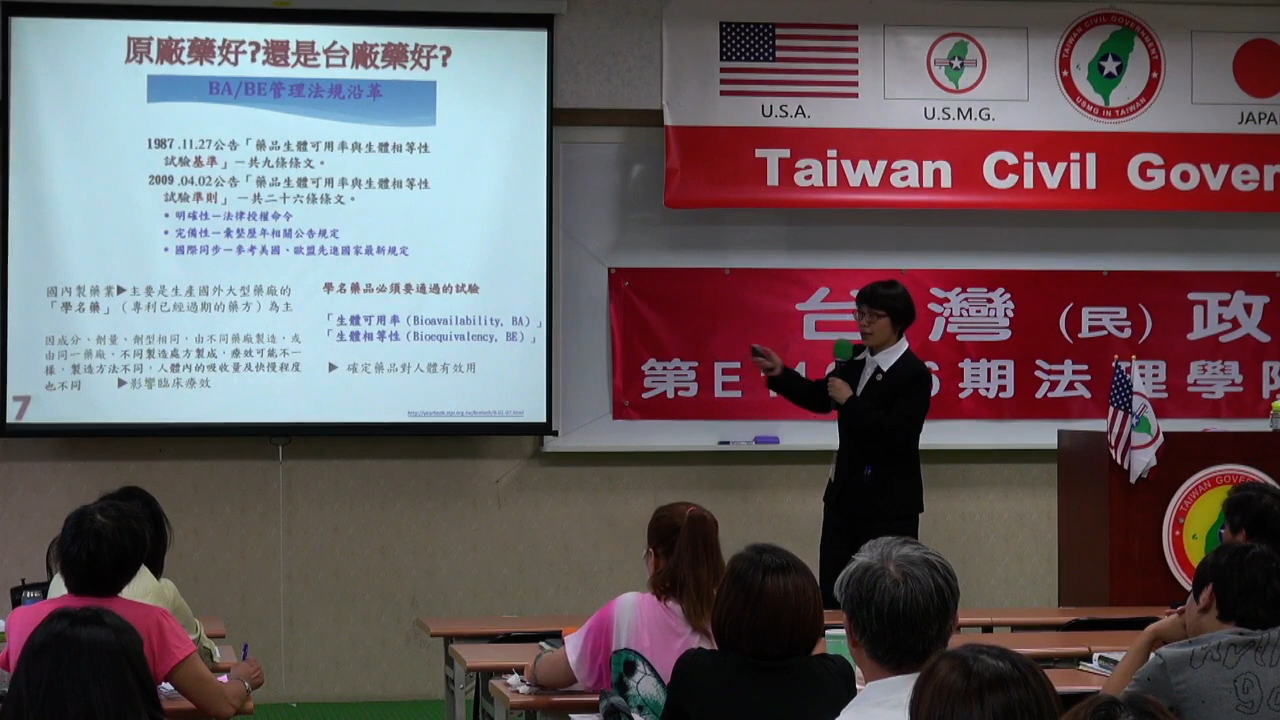 原廠藥好?還是台廠藥好?
BA/BE管理法規沿革
1987.11.27公告「藥品生體可用率與生體相等性
試驗基準」－共九條條文。
2009.04.02公告「藥品生體可用率與生體相等性
試驗準則」－共二十六條條文。
• 明確性－法律授權命令
• 完備性－彙整歷年相關公告規定
• 國際同步－參考美國、歐盟先進國家最新規定
國內製藥業▶主要是生產國外大型藥廠的
「學名藥」（專利已經過期的藥方）為主
因成分、劑量、劑型相同，由不同藥廠製造，或
由同一藥廠，不同製造處方製成，療效可能不一
樣，製造方法不同，人體內的吸收量及快慢程度
也不同 ▶影響臨床療效
學名藥品必須要通過的試驗
「生體可用率（Bioavailability, BA）」
「生體相等性（Bioequivalency, BE）」
▶ 確定藥品對人體有效用
7
U.S.A.
U.S.M.G.
TAIWAN CIVIL GOVERNMENT
USMG IN TAIWAN
JAPA
Taiwan Civil Gover
台灣（民）政
第E1
6期法理學院
TAIWAN GOVER